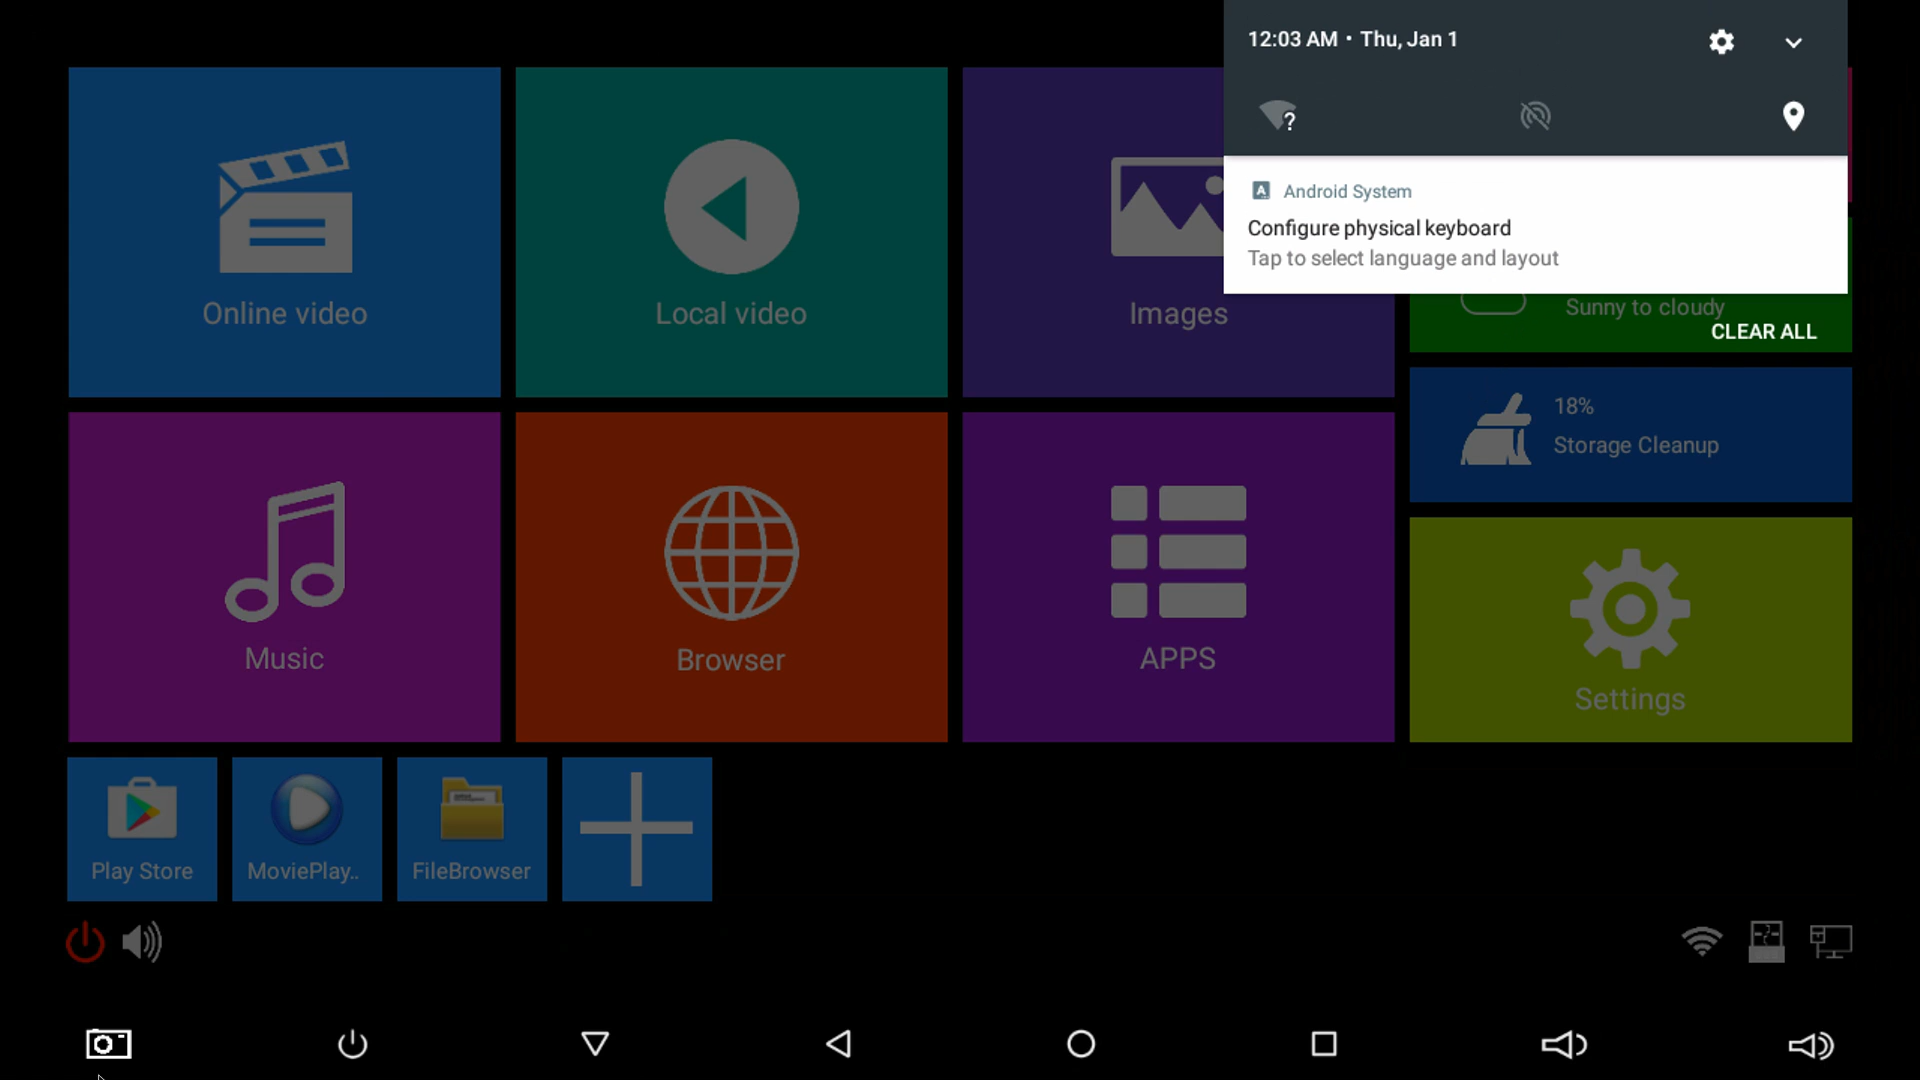 12:03 AM • Thu, Jan 1
?
A Android System
Configure physical keyboard
Tap to select language and layout
Online video
Local video
Images
Sunny to cloudy
CLEAR ALL
18%
Storage Cleanup
Music
Browser
APPS
Settings
Play Store
MoviePlay..
FileBrowser